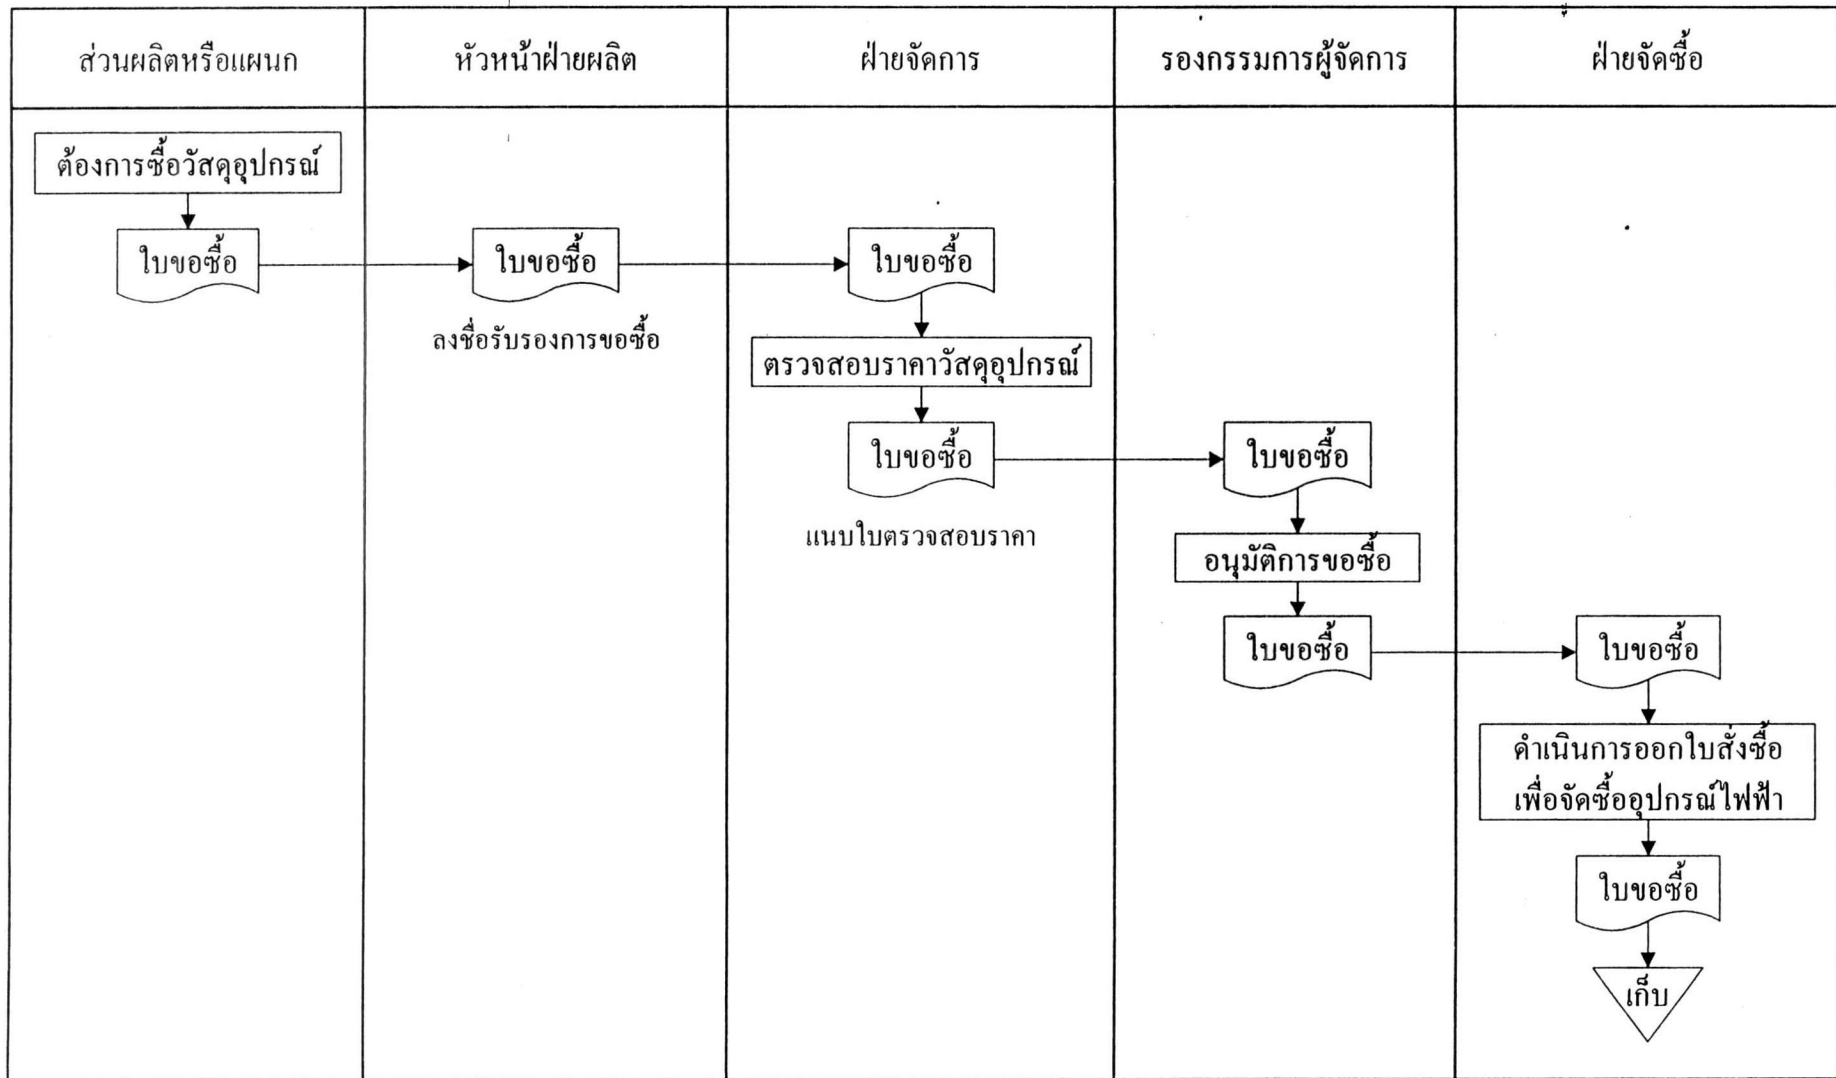 ส่วนผลิตหรือแผนก
หัวหน้าฝ่ายผลิต
ฝ่ายจัดการ
รองกรรมการผู้จัดการ
ฝ่ายจัดซื้อ
ต้องการซื้อวัสดุอุปกรณ์
ใบขอซื้อ
ใบขอซื้อ
ใบขอซื้อ
ลงชื่อรับรองการขอซื้อ
ตรวจสอบราคาวัสดุอุปกรณ์
ใบขอซื้อ
ใบขอซื้อ
แนบใบตรวจสอบราคา
อนุมัติการขอซื้อ
ใบขอซื้อ
ใบขอซื้อ
ดำเนินการออกใบสั่งซื้อ
เพื่อจัดซื้ออุปกรณ์ไฟฟ้า
ใบขอซื้อ
เก็บ